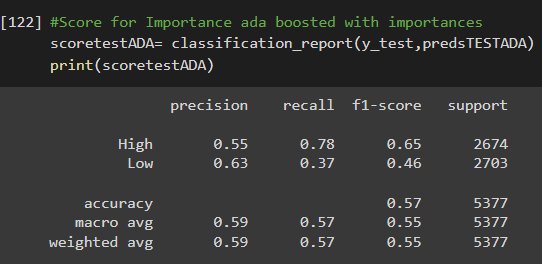 [122] #Score for Importance ada boosted with importances
scoretestADA= classification_report(y_test,predsTESTADA)
print(scoretestADA)
precision recall f1-score support
High 0.55 0.78 0.65 2674
Low 0.63 0.37 0.46 2703
accuracy 0.57 5377
macro avg 0.59 0.57 0.55 5377
weighted avg 0.59 0.57 0.55 5377